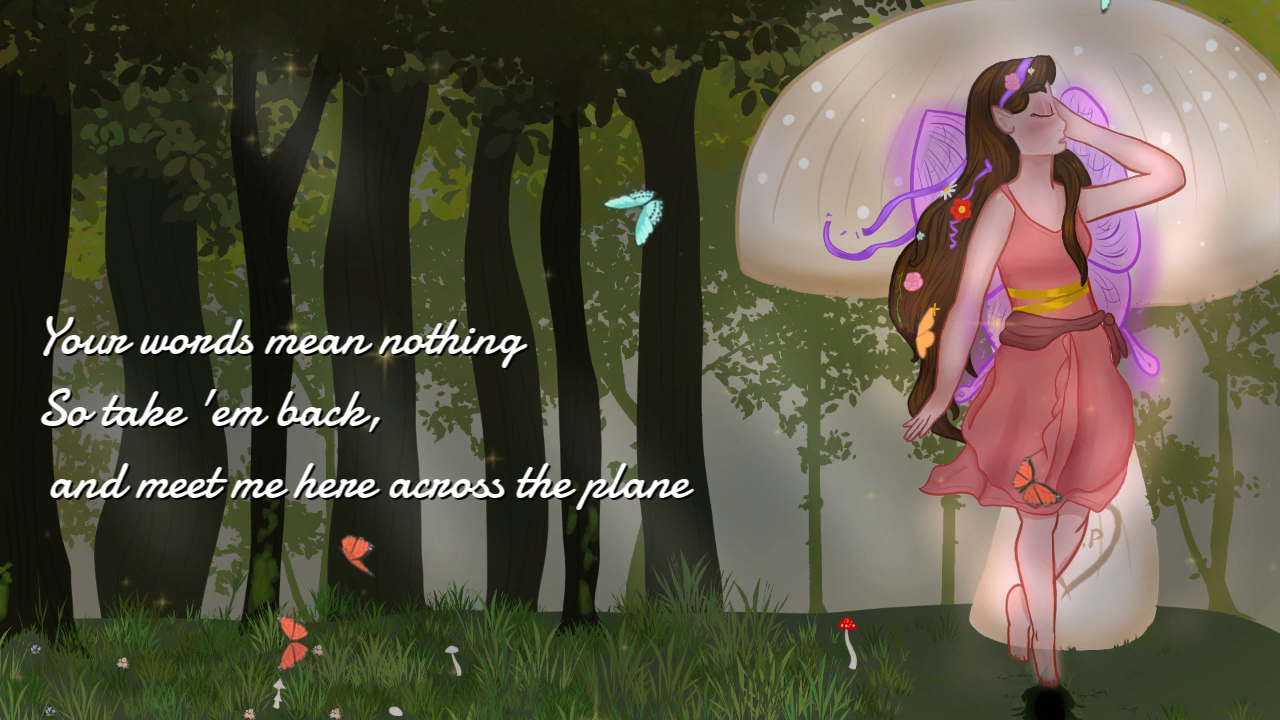 Your words mean nothing
So take 'em back,
and meet me here across the plane
.P